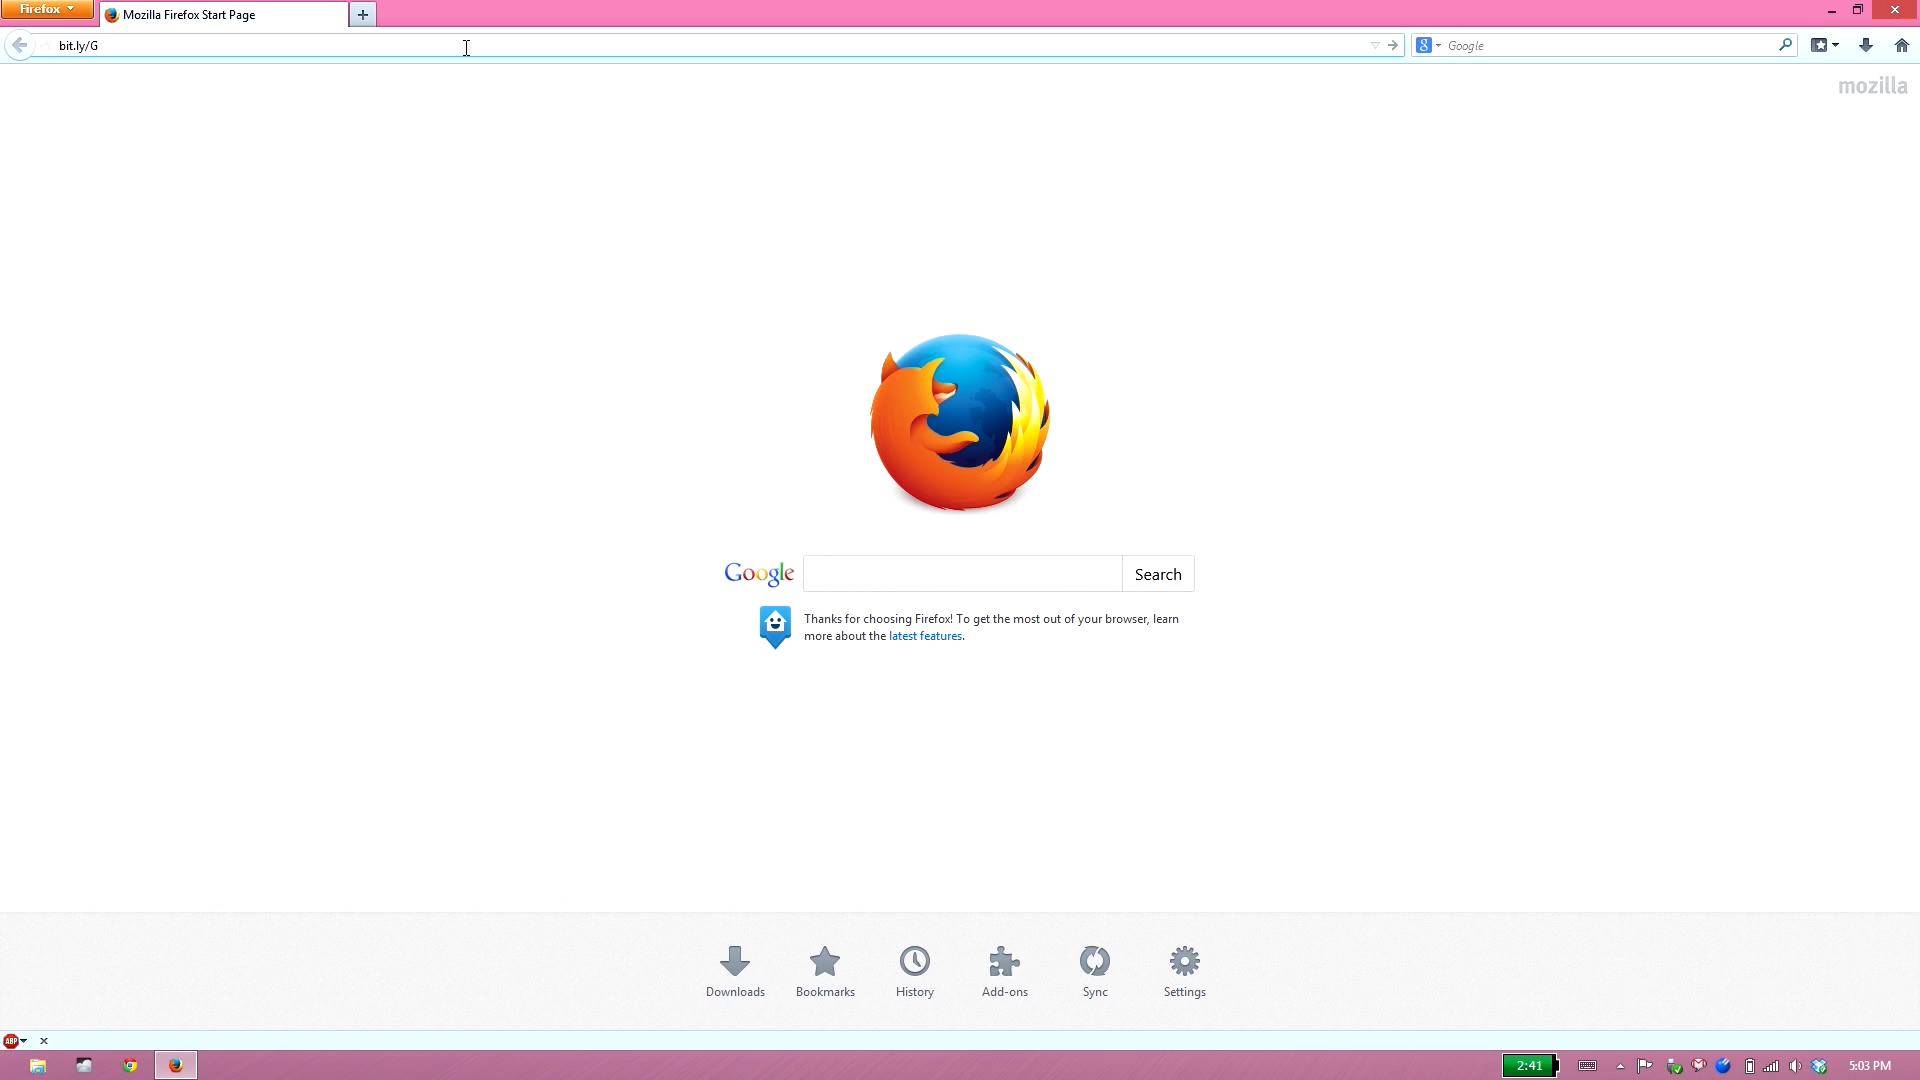 Firefox
Mozilla Firefox Start Page
bit.ly/G
Google
mozilla
Google
Search
Thanks for choosing Firefox! To get the most out of your browser, learn
more about the latest features.
Downloads
Bookmarks
History
Add-ons
Sync
Settings
ABP
2:41
5:03 PM